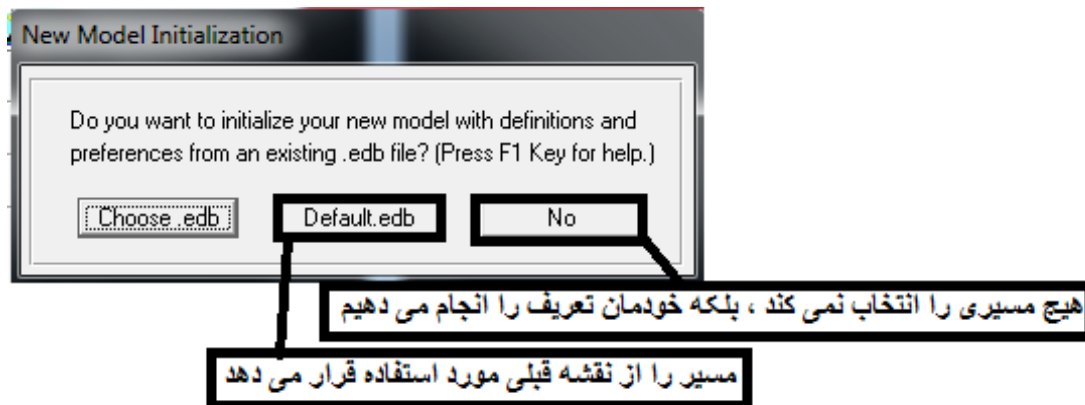 New Model Initialization
Do you want to initialize your new model with definitions and
preferences from an existing .edb file? (Press F1 Key for help.)
Choose .edb
Default.edb
No
هیچ مسیری را انتخاب نمی کند ، بلکه خودمان تعریف را انجام می دهیم
مسیر را از نقشه قبلی مورد استفاده قرار می دهد